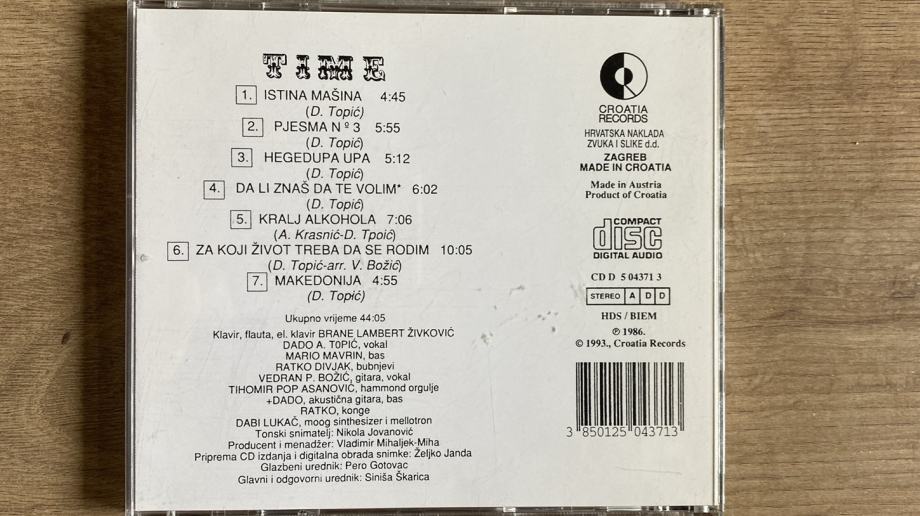 TIME
1. ISTINA MAŠINA 4:45
(D. Topić)
2. PJESMA Nº 3 5:55
(D. Topić)
3. HEGEDUPA UPA 5:12
(D. Topić)
4. DA LI ZNAŠ DA TE VOLIM* 6:02
(D. Topić)
5. KRALJ ALKOHOLA 7:06
(A. Krasnić-D. Tpoić)
6. ZA KOJI ŽIVOT TREBA DA SE RODIM 10:05
(D. Topić-arr. V. Božić)
7. MAKEDONIJA 4:55
(D. Topić)
Ukupno vrijeme 44:05
Klavir, flauta, el. klavir BRANE LAMBERT ŽIVKOVIĆ
DADO A. T0PIĆ, vokal
MARIO MAVRIN, bas
RATKO DIVJAK, bubnjevi
VEDRAN P. BOŽIĆ, gitara, vokal
TIHOMIR POP ASANOVIĆ, hammond orgulje
+DADO, akustična gitara, bas
RATKO, konge
DABI LUKAČ, moog sinthesizer i mellotron
Tonski snimatelj: Nikola Jovanović
Producent i menadžer: Vladimir Mihaljek-Miha
Priprema CD izdanja i digitalna obrada snimke: Željko Janda
Glazbeni urednik: Pero Gotovac
Glavni i odgovorni urednik: Siniša Škarica
CROATIA
RECORDS
HRVATSKA NAKLADA
ZVUKA I SLIKE d.d.
ZAGREB
MADE IN CROATIA
Made in Austria
Product of Croatia
COMPACT
disc
DIGITAL AUDIO
CD D 5 04371 3
STEREO A D D
HDS / BIEM
℗ 1986.
© 1993., Croatia Records
3 850125 043713